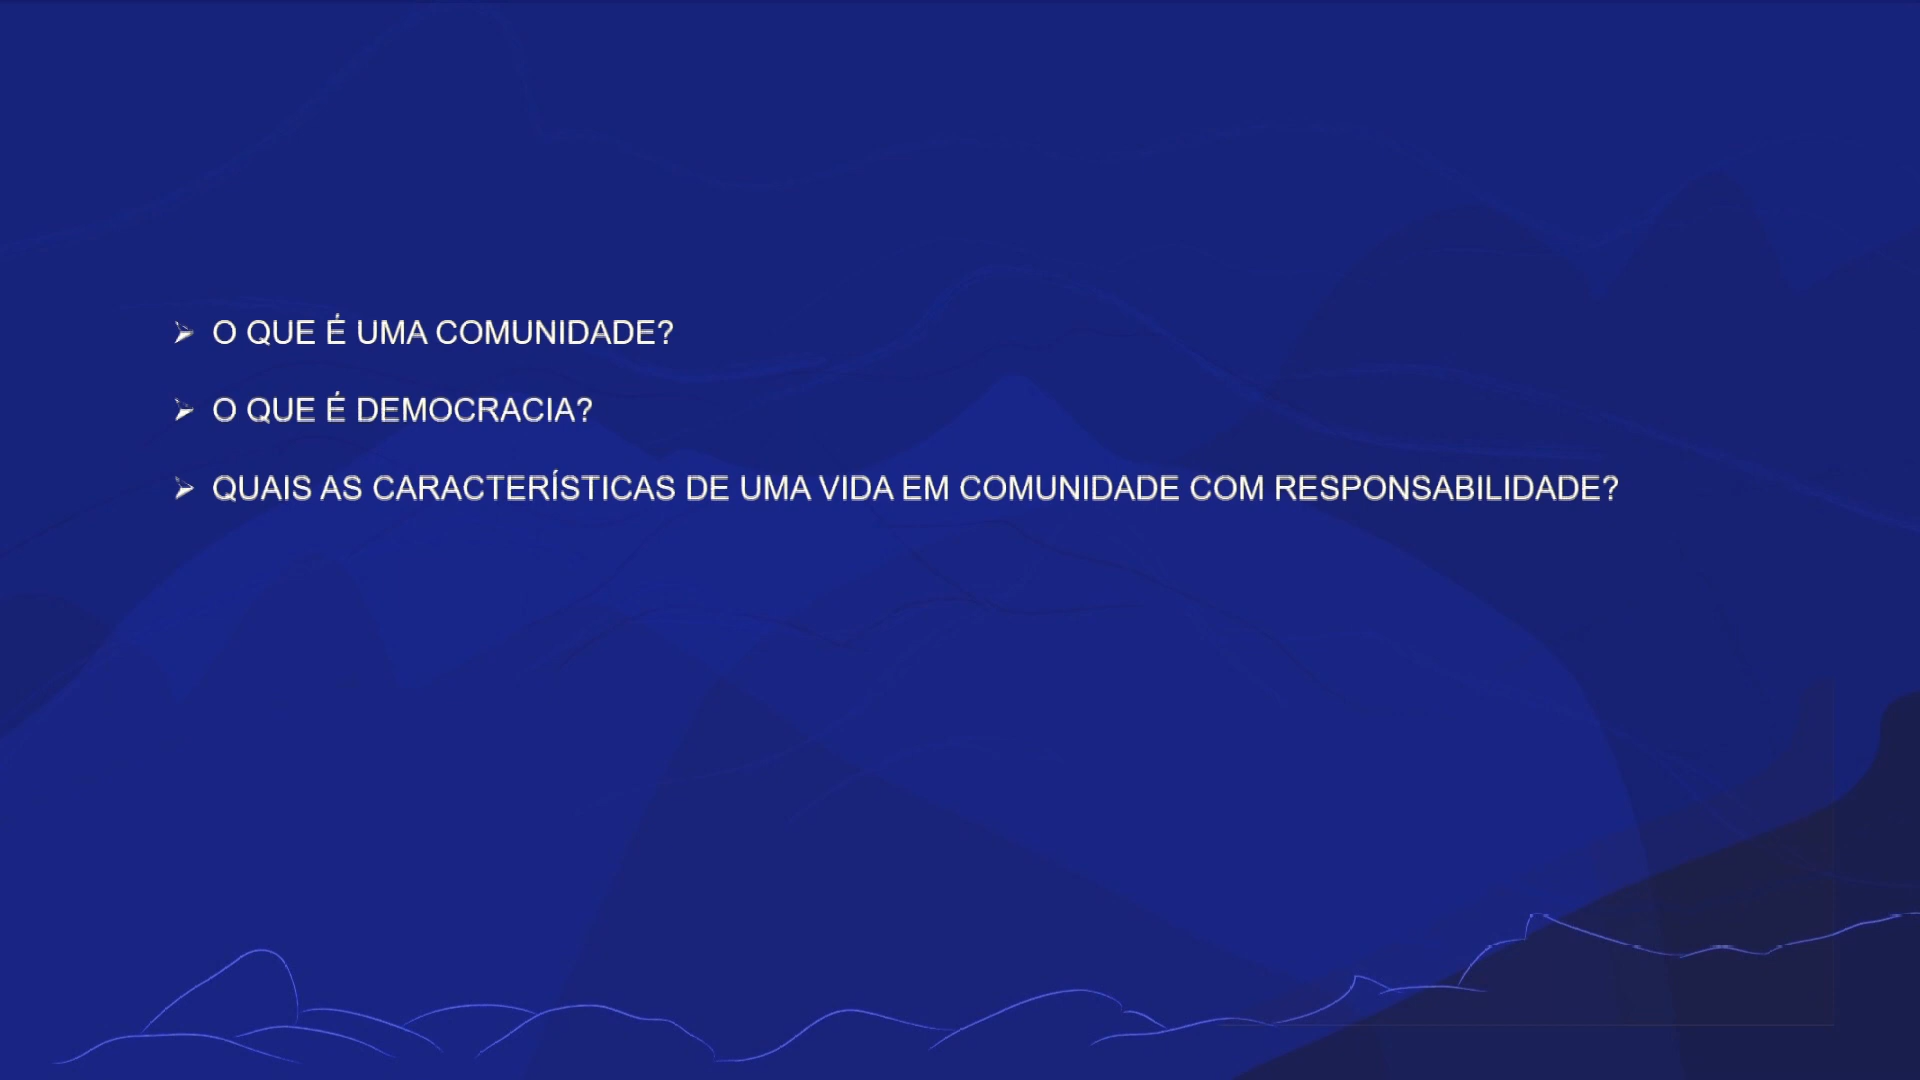 ➢ O QUE É UMA COMUNIDADE?
➢ O QUE É DEMOCRACIA?
➢ QUAIS AS CARACTERÍSTICAS DE UMA VIDA EM COMUNIDADE COM RESPONSABILIDADE?